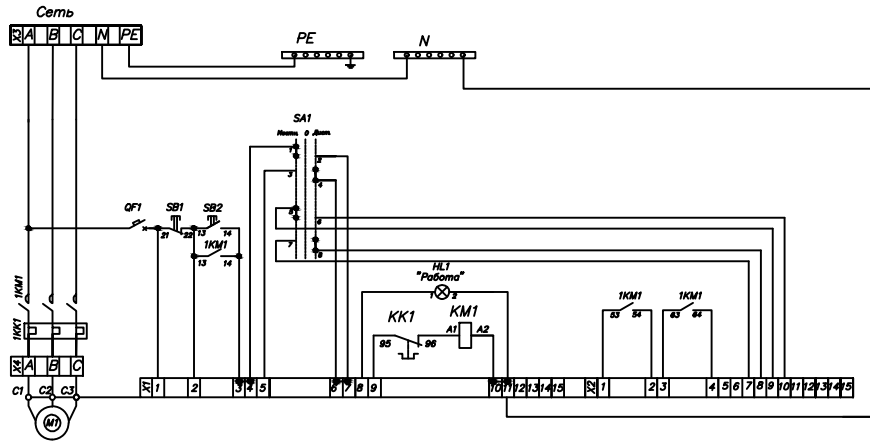 Сеть
X3 A B C N PE
PE
N
SA1
Местн. 0 Дист.
1
2
3
4
5
6
7
8
QF1
SB1
SB2
21 22 13 14
1KM1
13 14
HL1
"Работа"
1 2
KK1
KM1
95 96
A1 A2
1KM1
53 54
1KM1
63 64
1KM1
1KK1
X4 A B C
C1 C2 C3
M1
X1 1 2 3 4 5 6 7 8 9 10 11 12 13 14 15
X2 1 2 3 4 5 6 7 8 9 10 11 12 13 14 15